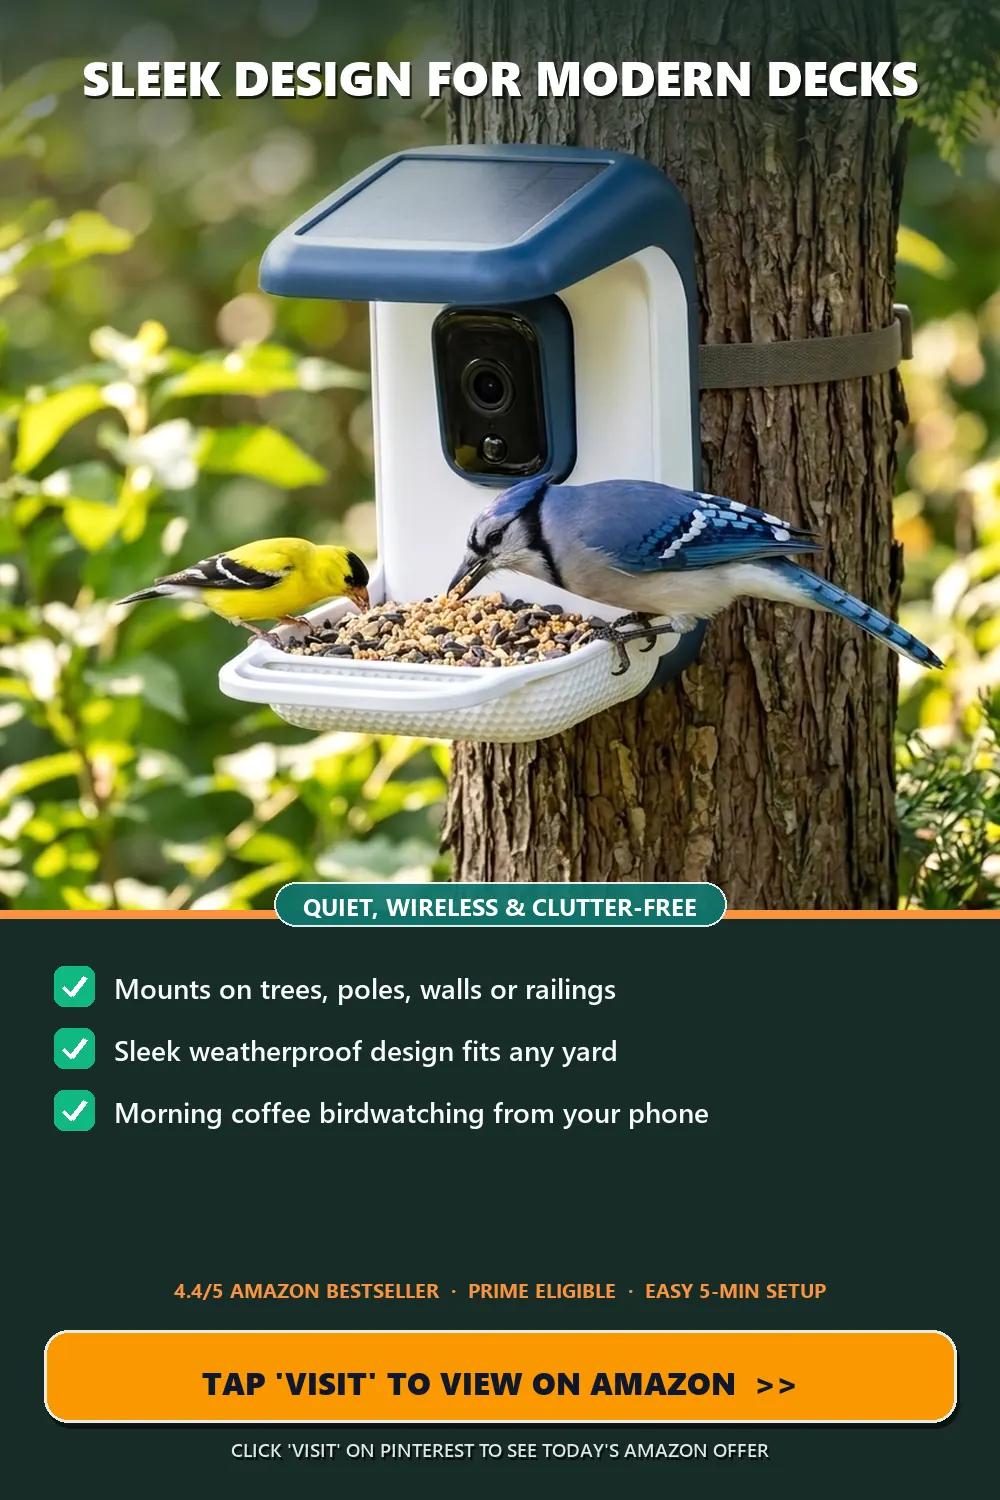 SLEEK DESIGN FOR MODERN DECKS
QUIET, WIRELESS & CLUTTER-FREE
Mounts on trees, poles, walls or railings
Sleek weatherproof design fits any yard
Morning coffee birdwatching from your phone
4.4/5 AMAZON BESTSELLER · PRIME ELIGIBLE · EASY 5-MIN SETUP
TAP 'VISIT' TO VIEW ON AMAZON >>
CLICK 'VISIT' ON PINTEREST TO SEE TODAY'S AMAZON OFFER